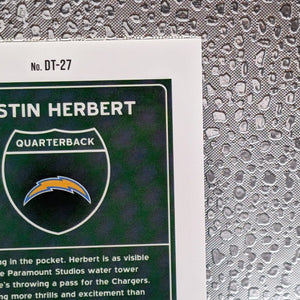 No. DT-27
STIN HERBERT
QUARTERBACK
ng in the pocket. Herbert is as visible
e Paramount Studios water tower
e's throwing a pass for the Chargers.
ng more thrills and excitement than